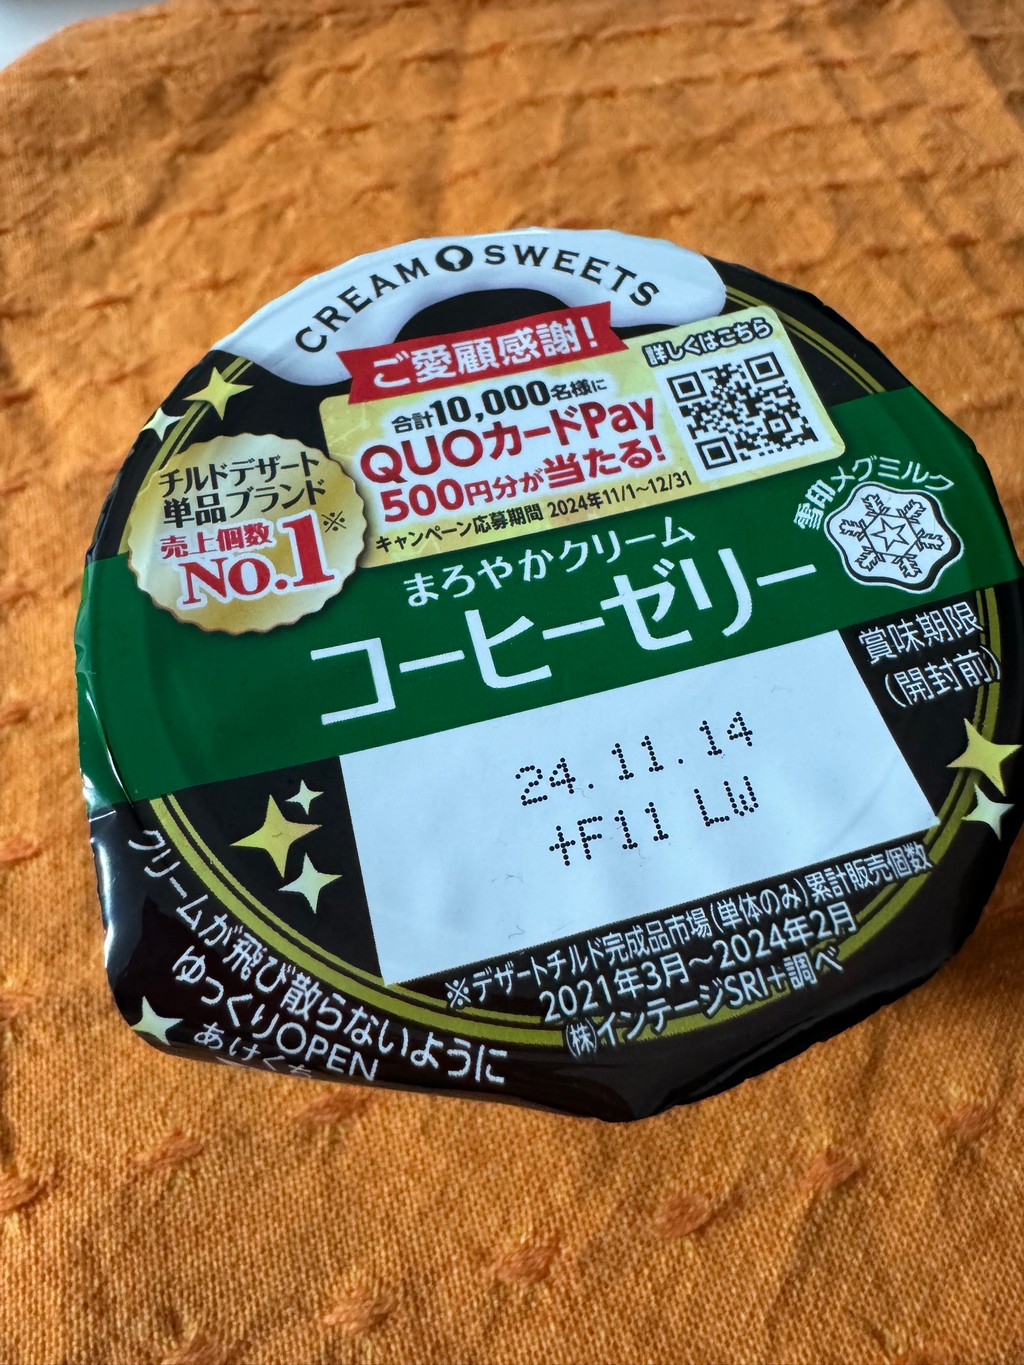 CREAM SWEETS
ご愛顧感謝!
合計10,000名様に
QUOカードPay
500円分が当たる!
キャンペーン応募期間 2024年11/1~12/31
詳しくはこちら
チルドデザート
単品ブランド
売上個数
No.1※
雪印メグミルク
まろやかクリーム
コーヒーゼリー
賞味期限
(開封前)
24.11.14
+F11 LW
※デザートチルド完成品市場(単体のみ)累計販売個数
2021年3月~2024年2月
(株)インテージSRI+調べ
クリームが飛び散らないように
ゆっくりOPEN
あけくち